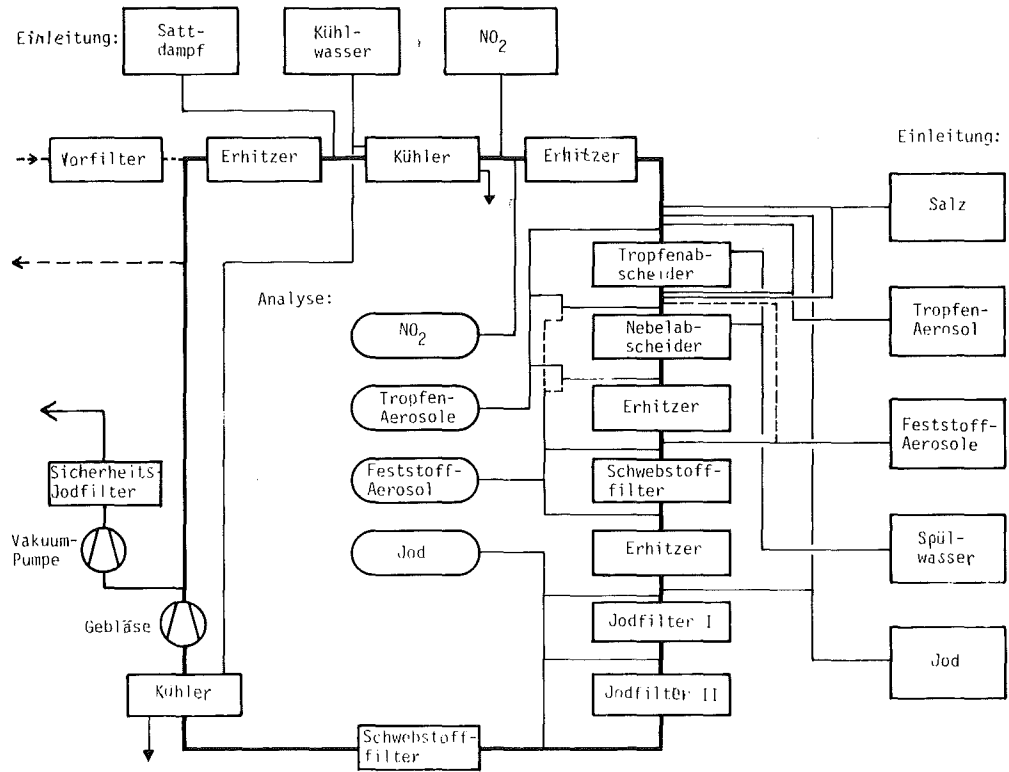 Einleitung:
Satt-
dampf
Kühl-
wasser
NO2
Vorfilter
Erhitzer
Kühler
Erhitzer
Einleitung:
Salz
Tropfenab-
scheider
Analyse:
NO2
Nebelab-
scheider
Tropfen-
Aerosol
Tropfen-
Aerosole
Erhitzer
Feststoff-
Aerosole
Sicherheits-
Jodfilter
Feststoff-
Aerosol
Schwebstoff-
filter
Vakuum-
Pumpe
Jod
Erhitzer
Spül-
wasser
Gebläse
Jodfilter I
Jod
Kühler
Jodfilter II
Schwebstoff-
filter